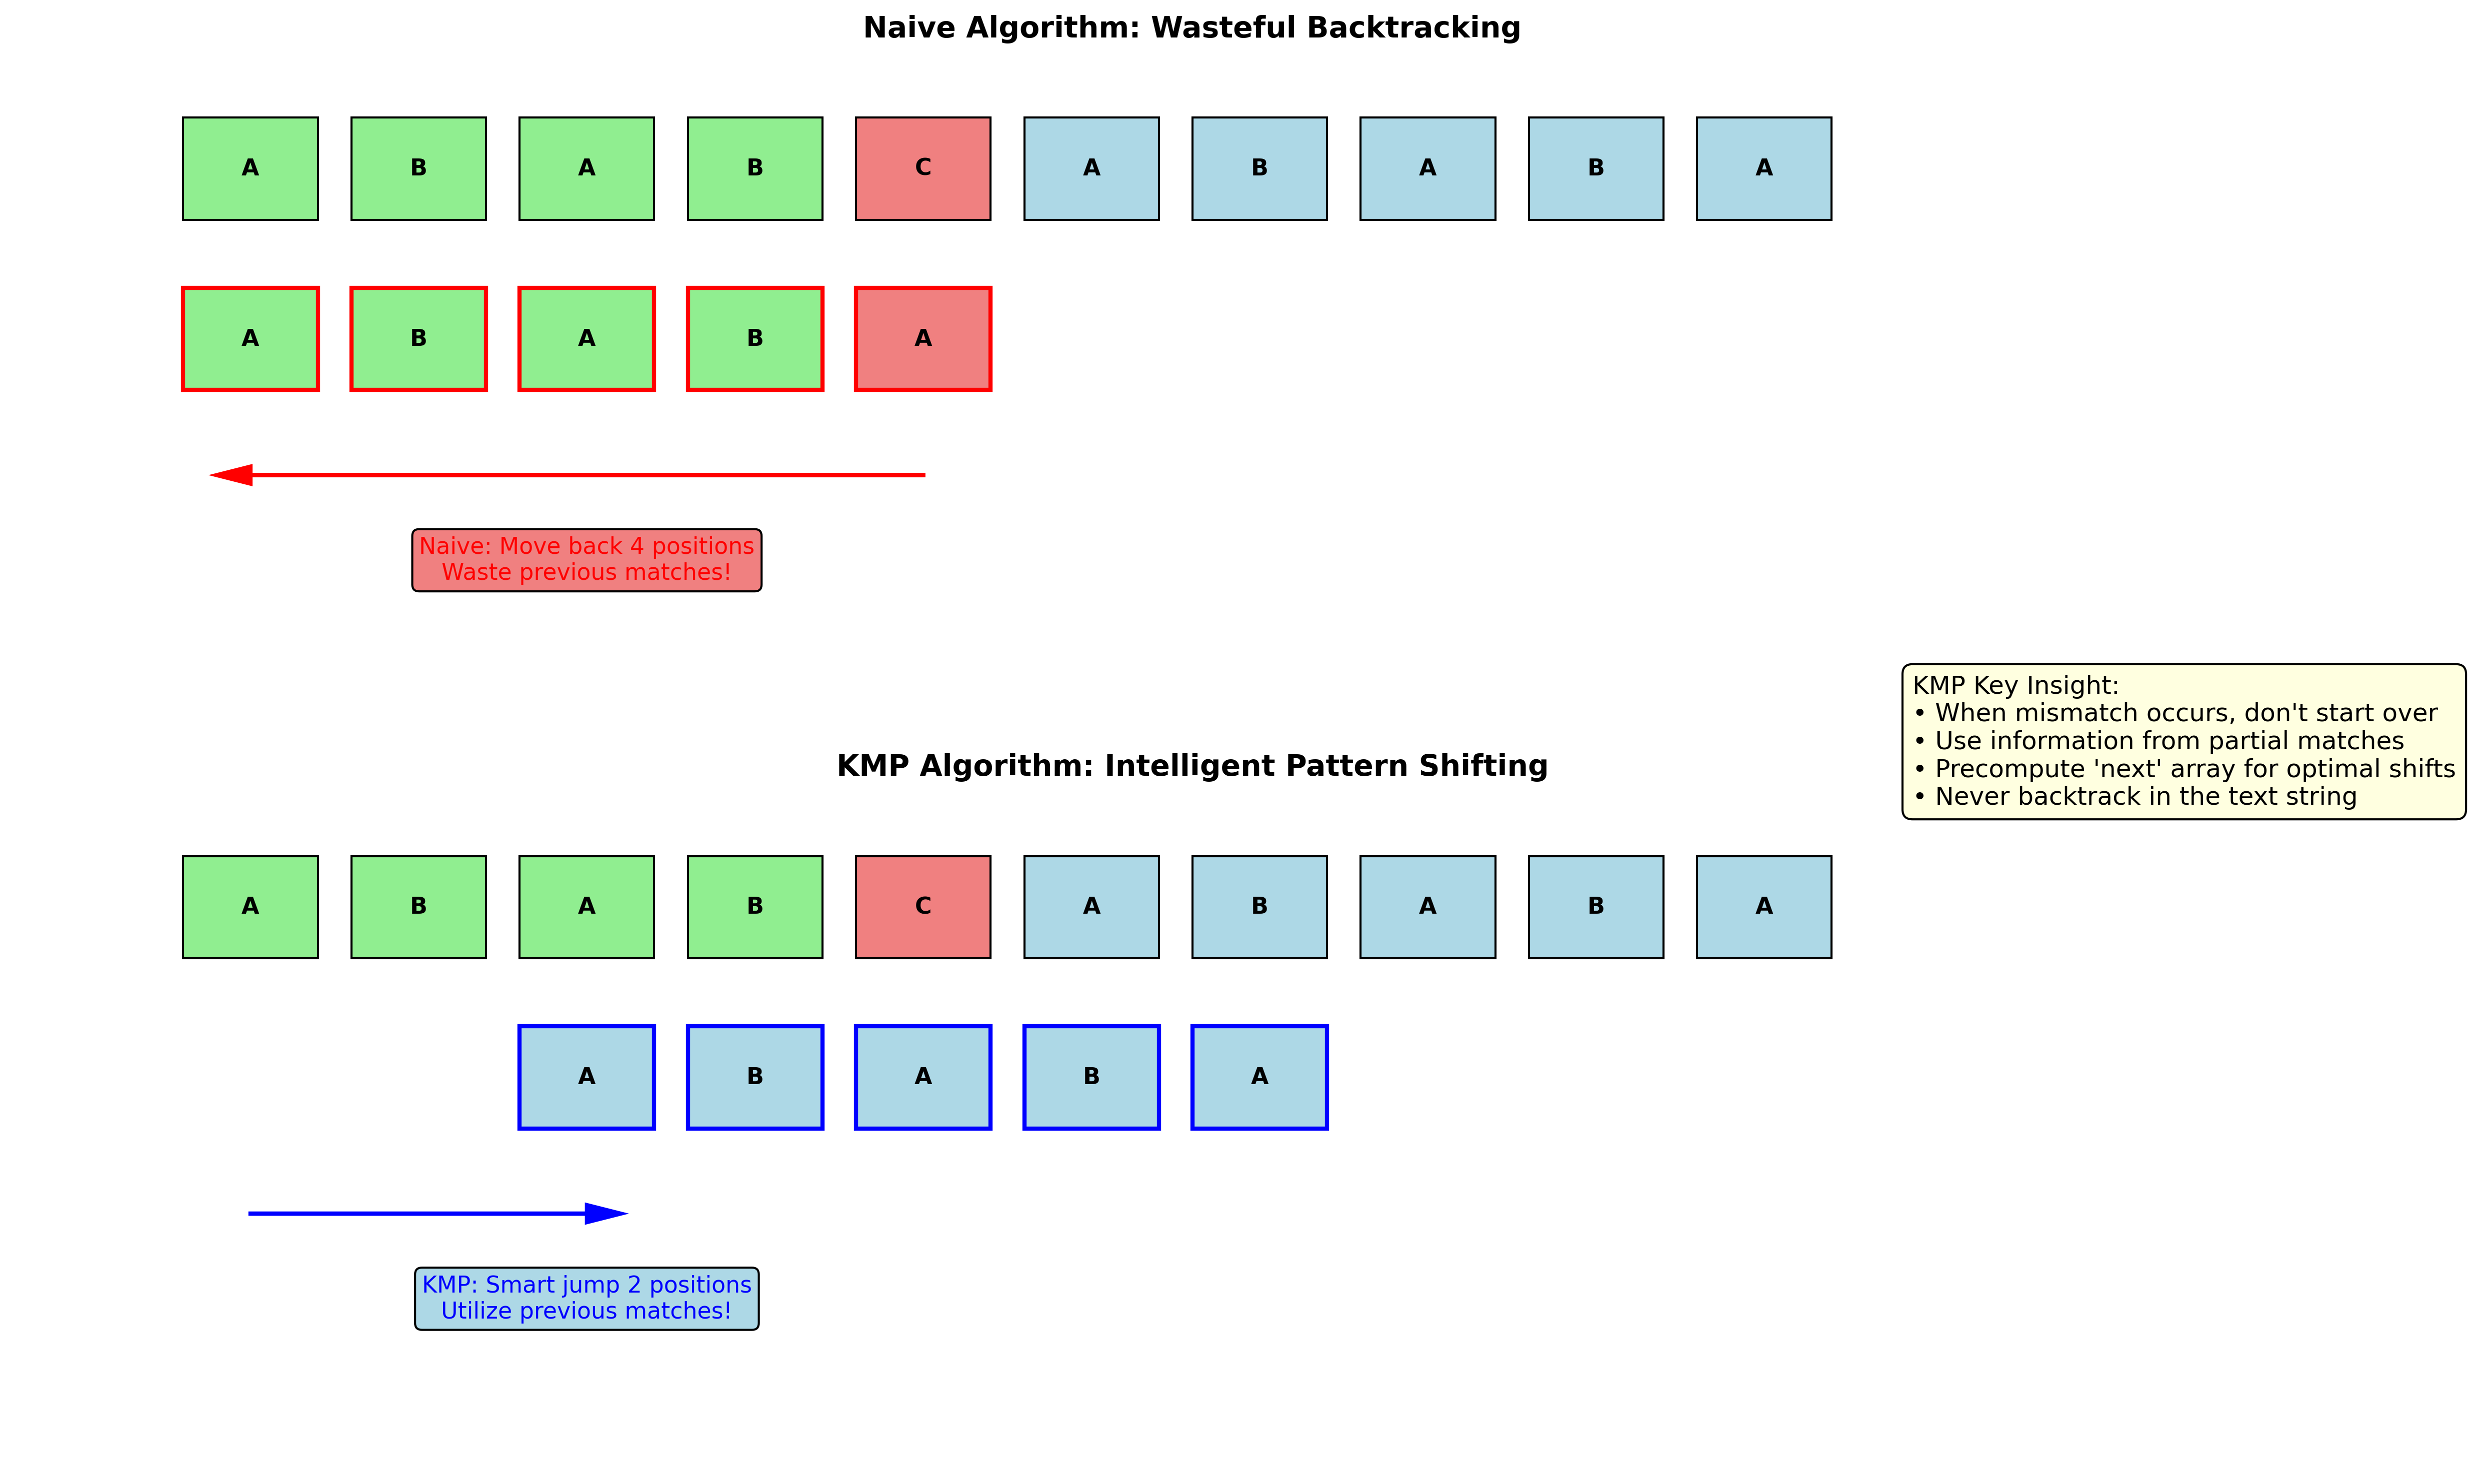 Naive Algorithm: Wasteful Backtracking
A B A B C A B A B A
A B A B A
Naive: Move back 4 positions
Waste previous matches!
KMP Key Insight:
• When mismatch occurs, don't start over
• Use information from partial matches
• Precompute 'next' array for optimal shifts
• Never backtrack in the text string
KMP Algorithm: Intelligent Pattern Shifting
A B A B C A B A B A
A B A B A
KMP: Smart jump 2 positions
Utilize previous matches!